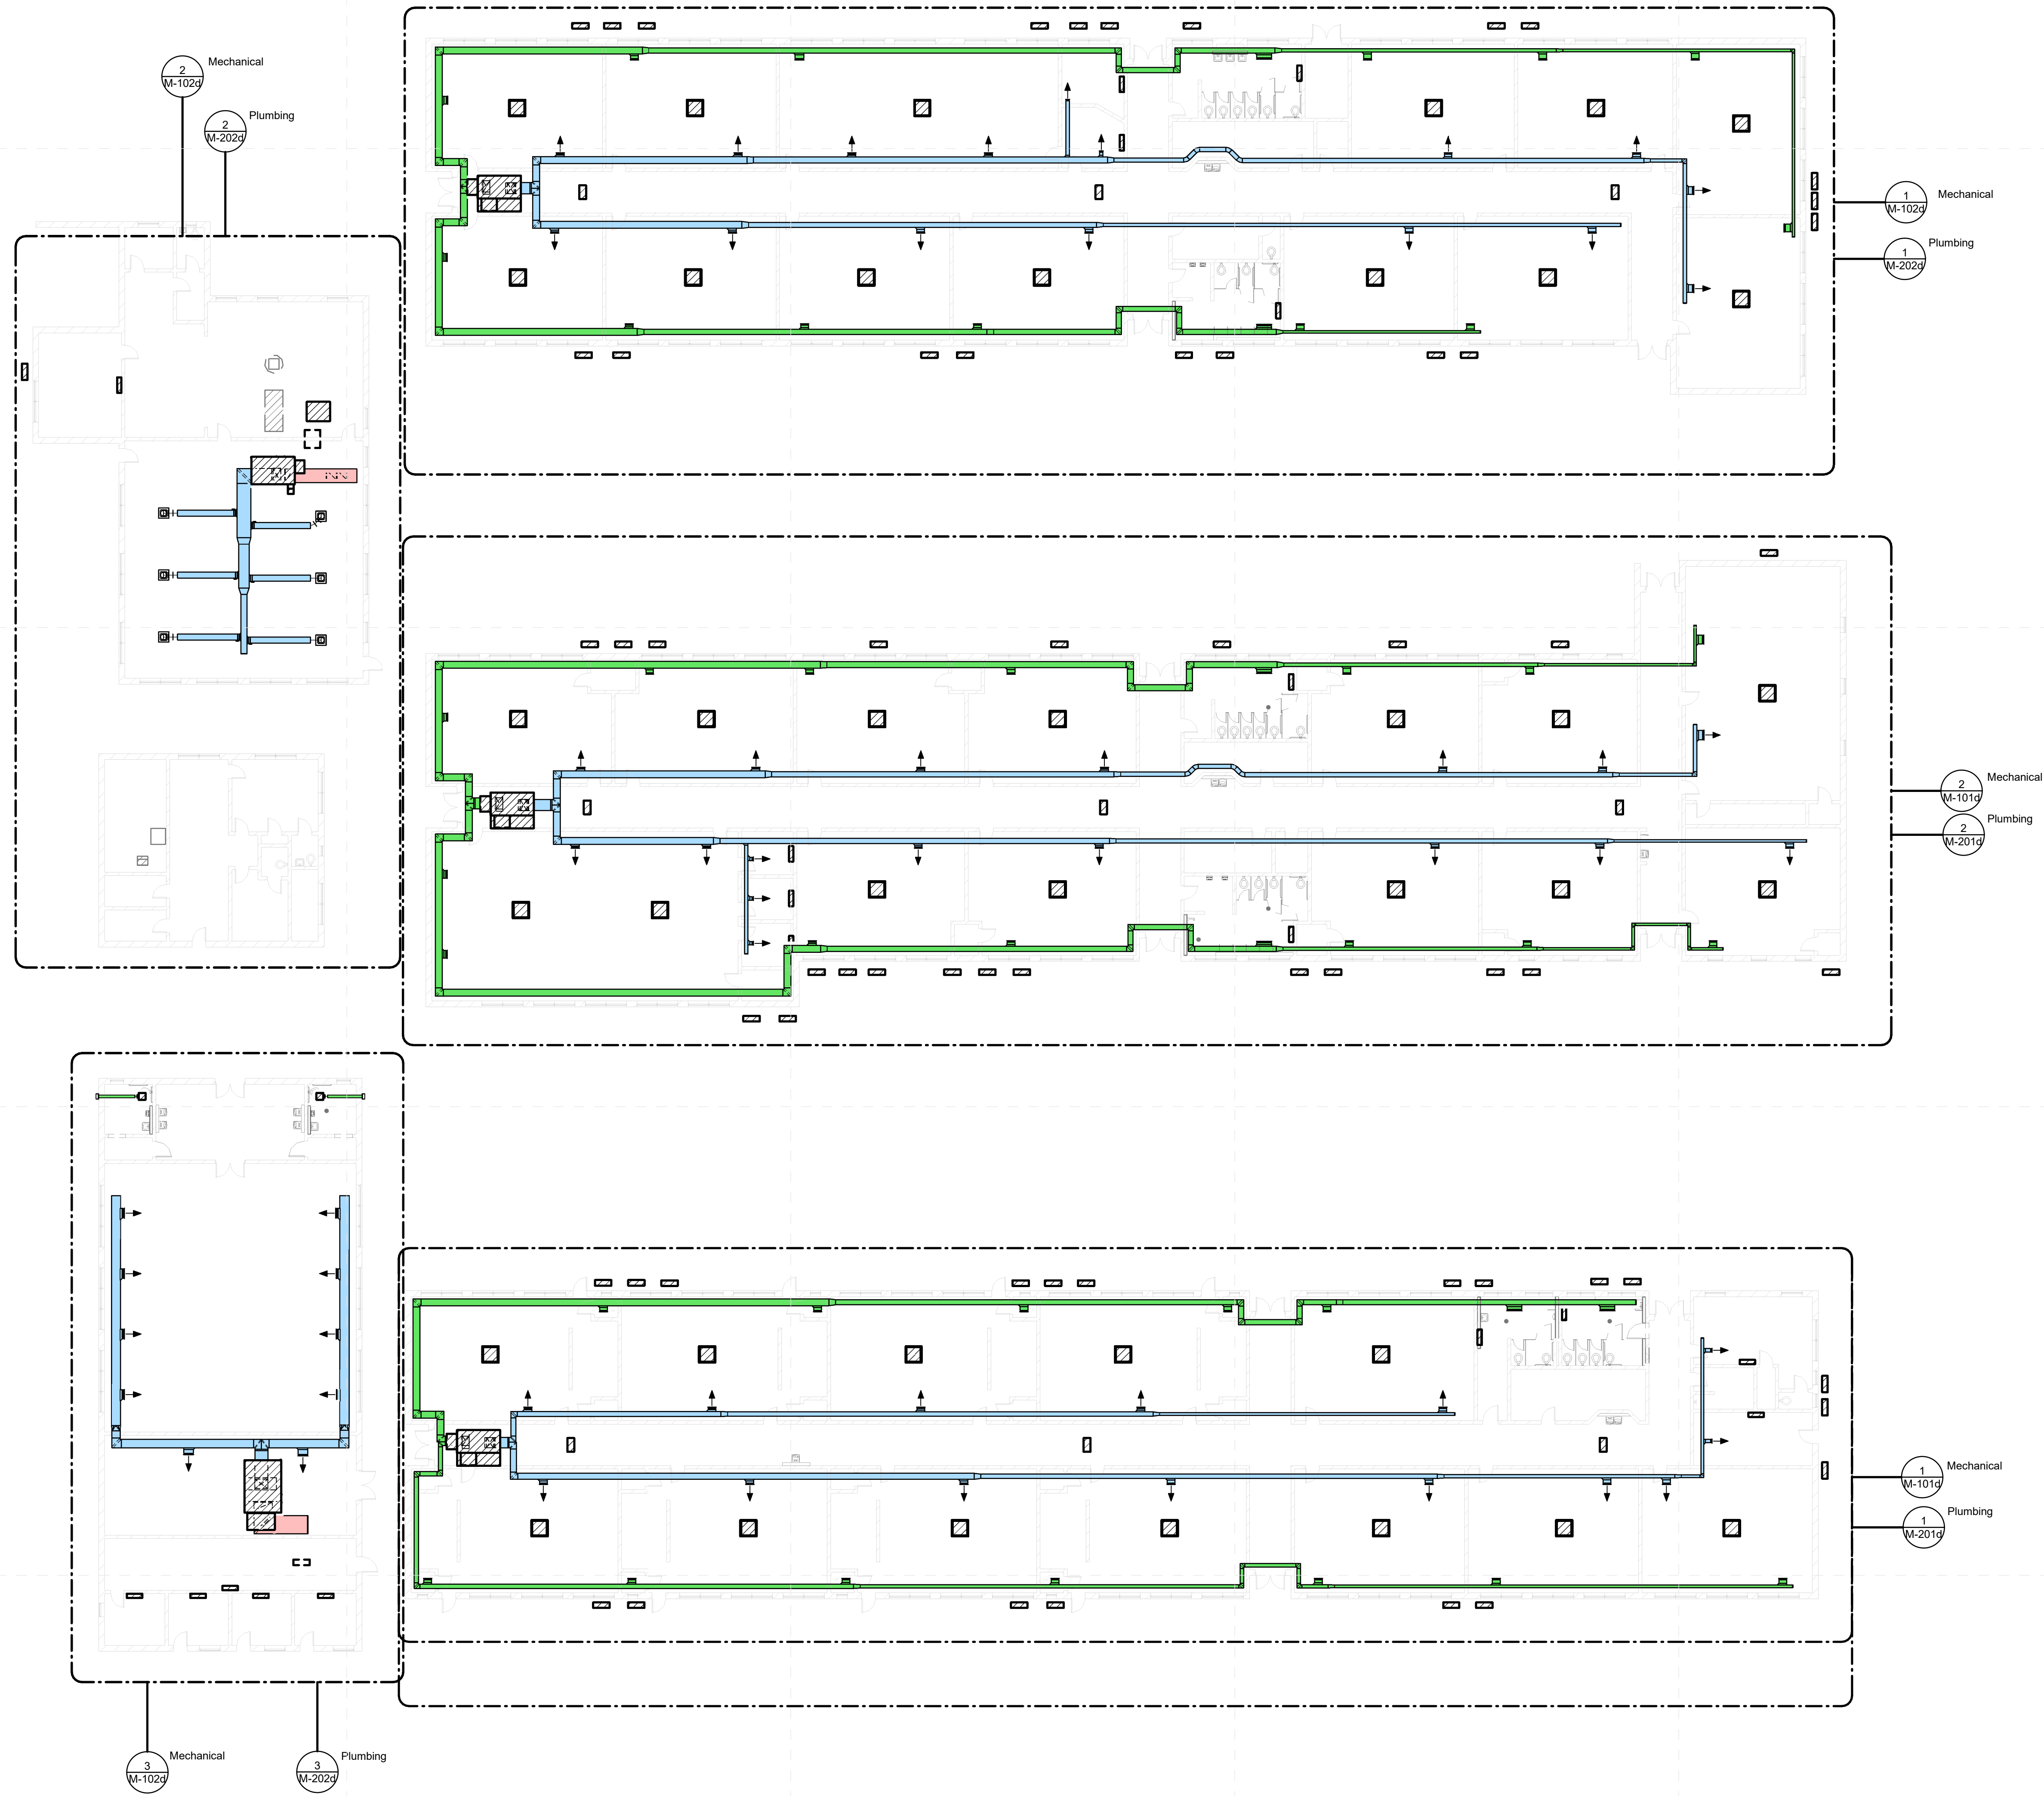 2
M-102d
Mechanical
2
M-202d
Plumbing
1
M-102d
Mechanical
1
M-202d
Plumbing
2
M-101d
Mechanical
2
M-201d
Plumbing
1
M-101d
Mechanical
1
M-201d
Plumbing
3
M-102d
Mechanical
3
M-202d
Plumbing